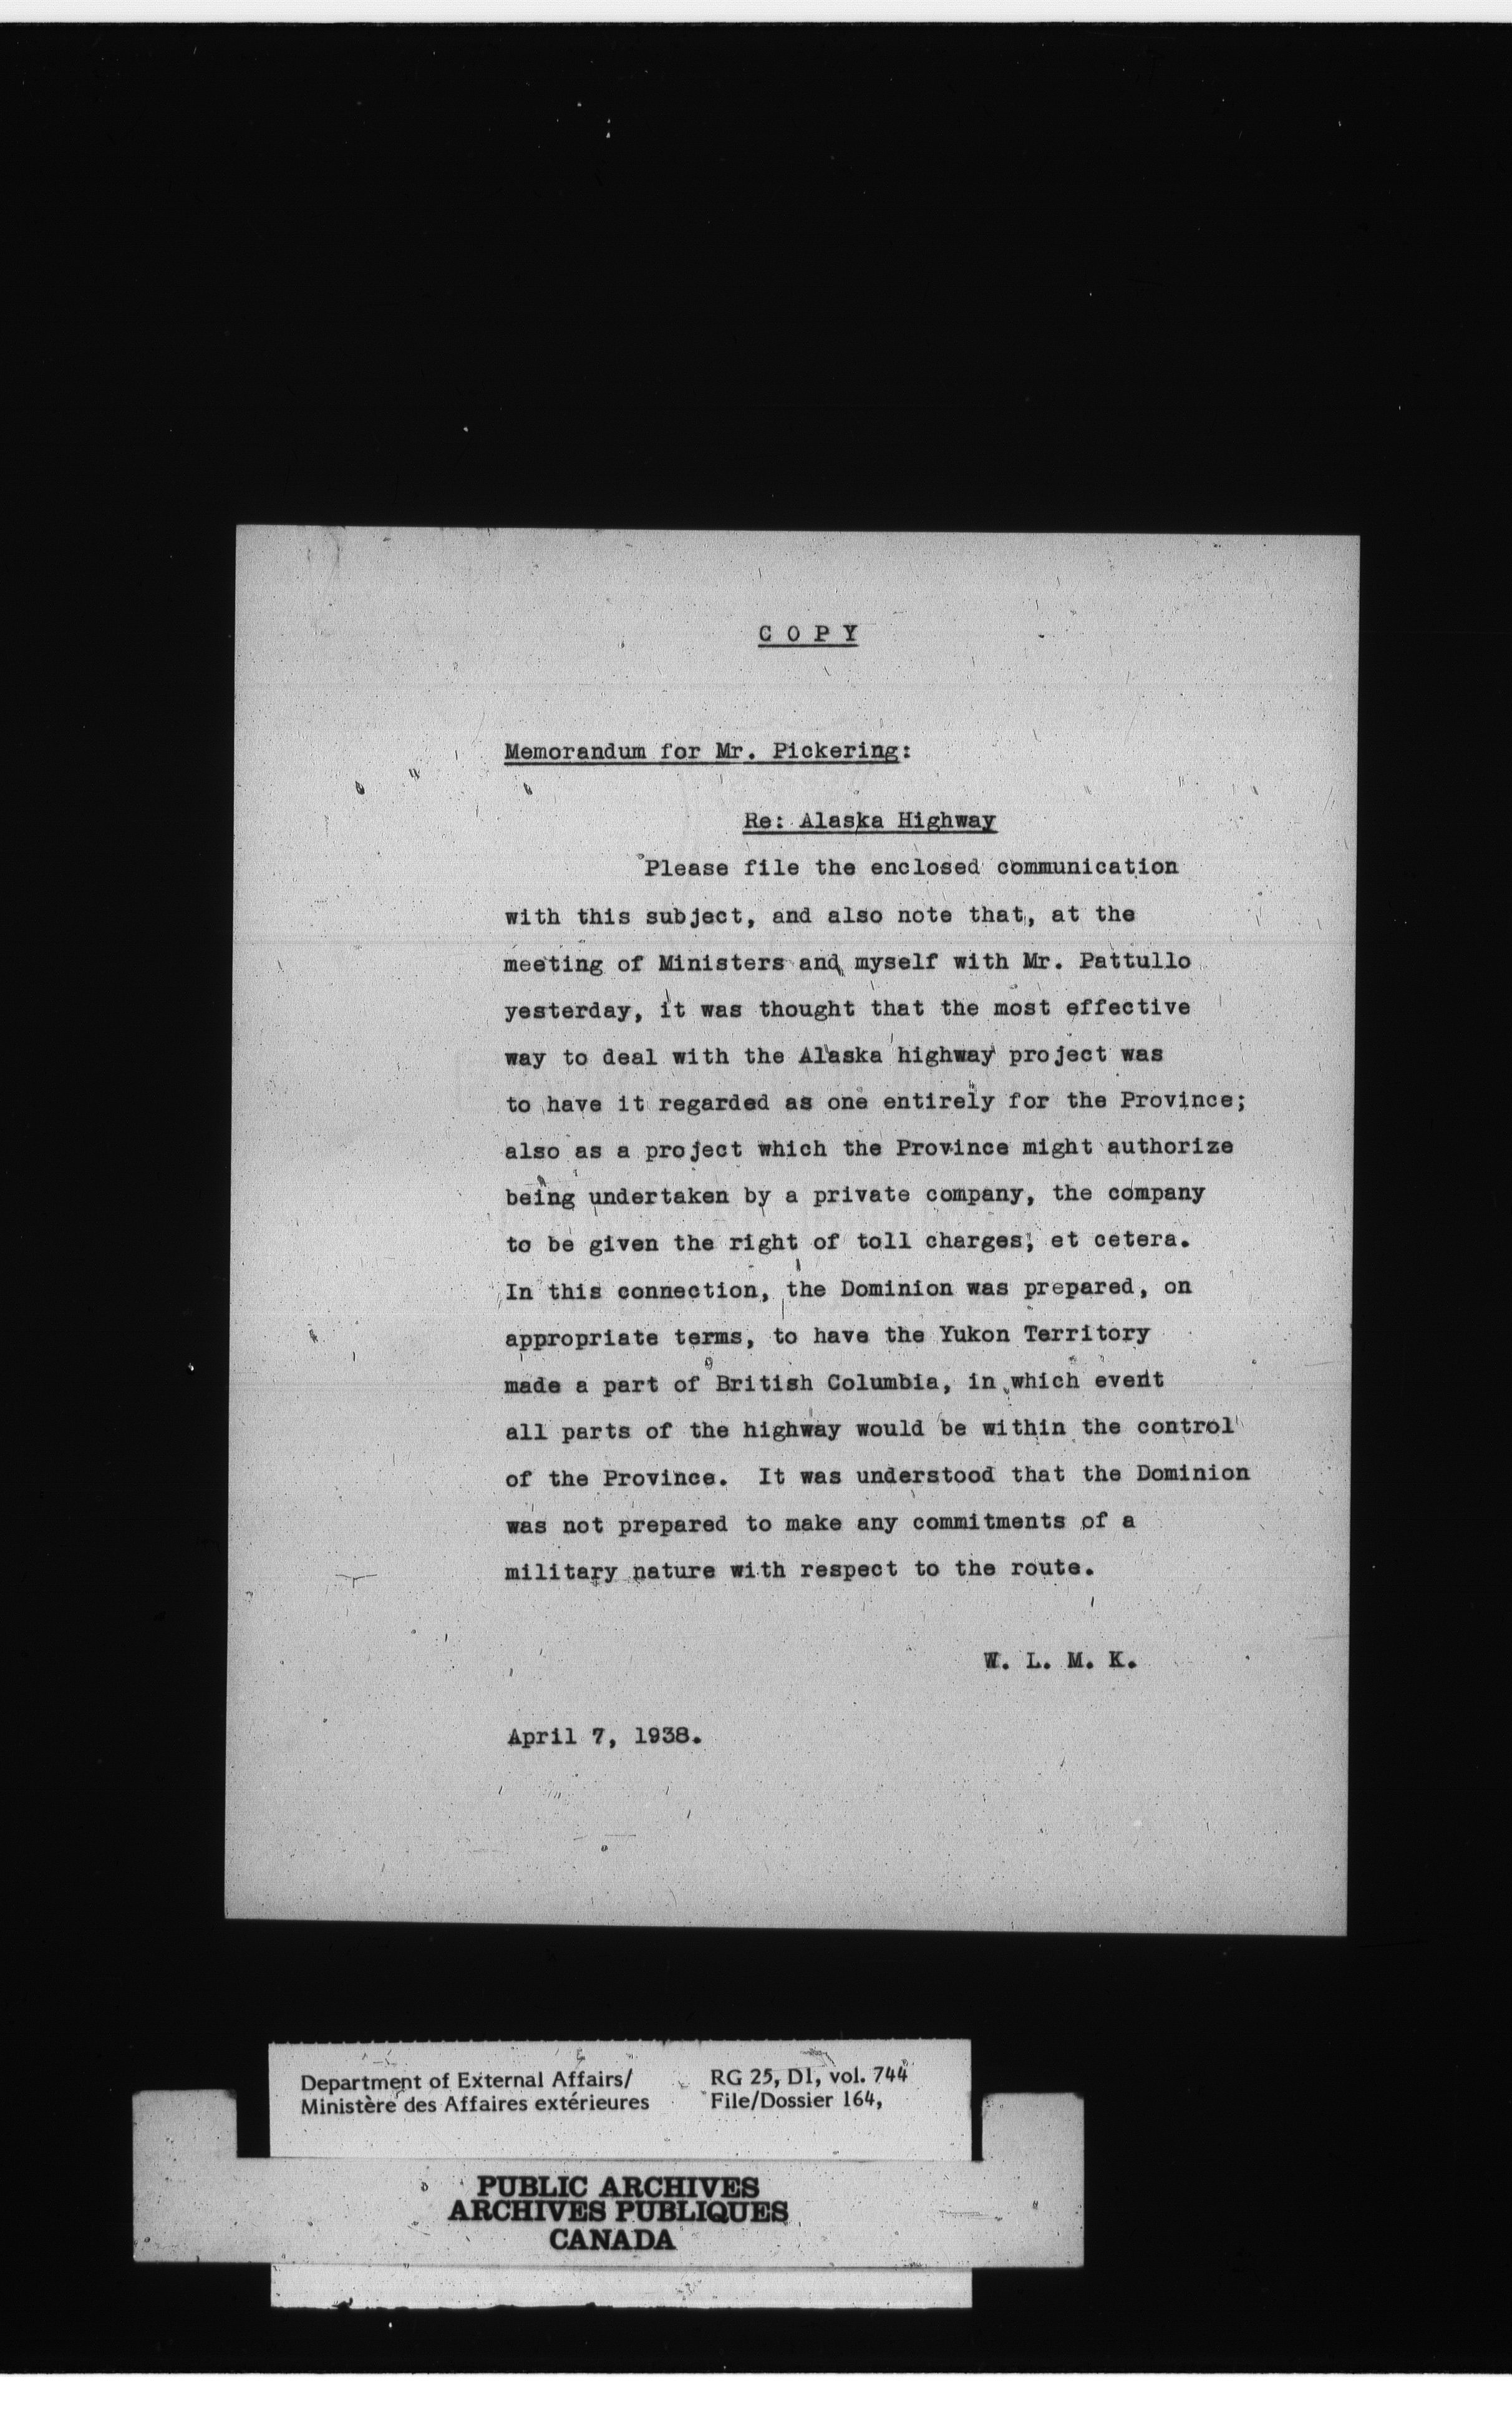 C O P Y
Memorandum for Mr. Pickering:
Re: Alaska Highway
Please file the enclosed communication
with this subject, and also note that, at the
meeting of Ministers and myself with Mr. Pattullo
yesterday, it was thought that the most effective
way to deal with the Alaska highway project was
to have it regarded as one entirely for the Province;
also as a project which the Province might authorize
being undertaken by a private company, the company
to be given the right of toll charges, et cetera.
In this connection, the Dominion was prepared, on
appropriate terms, to have the Yukon Territory
made a part of British Columbia, in which event
all parts of the highway would be within the control
of the Province. It was understood that the Dominion
was not prepared to make any commitments of a
military nature with respect to the route.
W. L. M. K.
April 7, 1938.
Department of External Affairs/ RG 25, D1, vol. 744
Ministère des Affaires extérieures File/Dossier 164,
PUBLIC ARCHIVES
ARCHIVES PUBLIQUES
CANADA